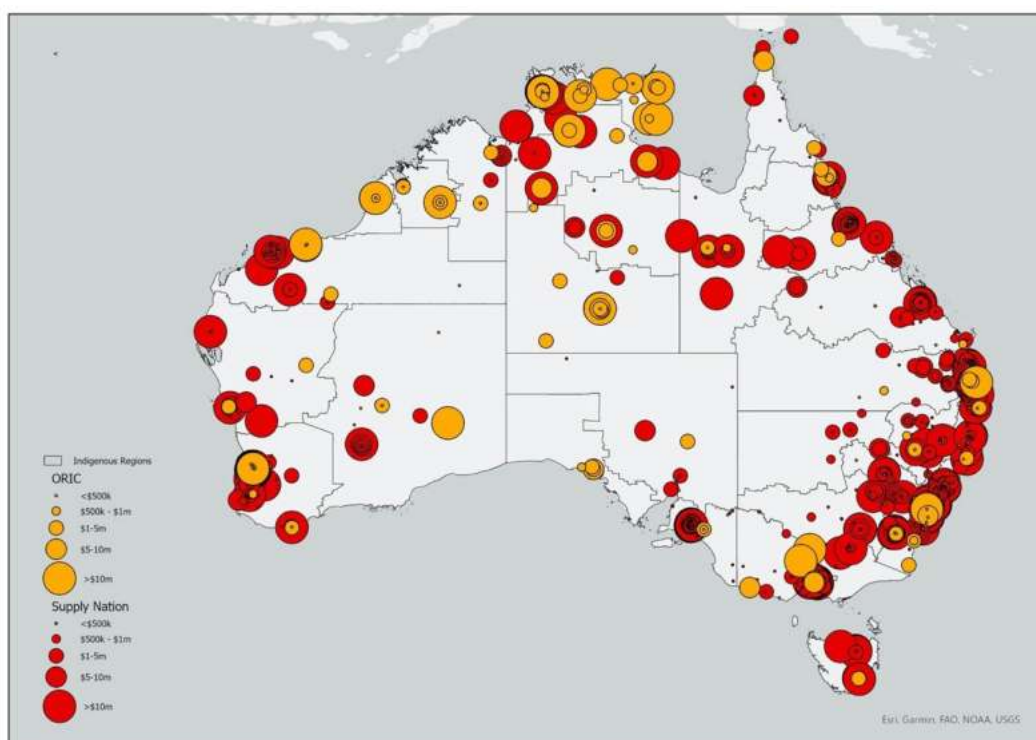 Indigenous Regions
ORIC
<$500k
$500k - $1m
$1-5m
$5-10m
>$10m
Supply Nation
<$500k
$500k - $1m
$1-5m
$5-10m
>$10m
Esri, Garmin, FAO, NOAA, USGS